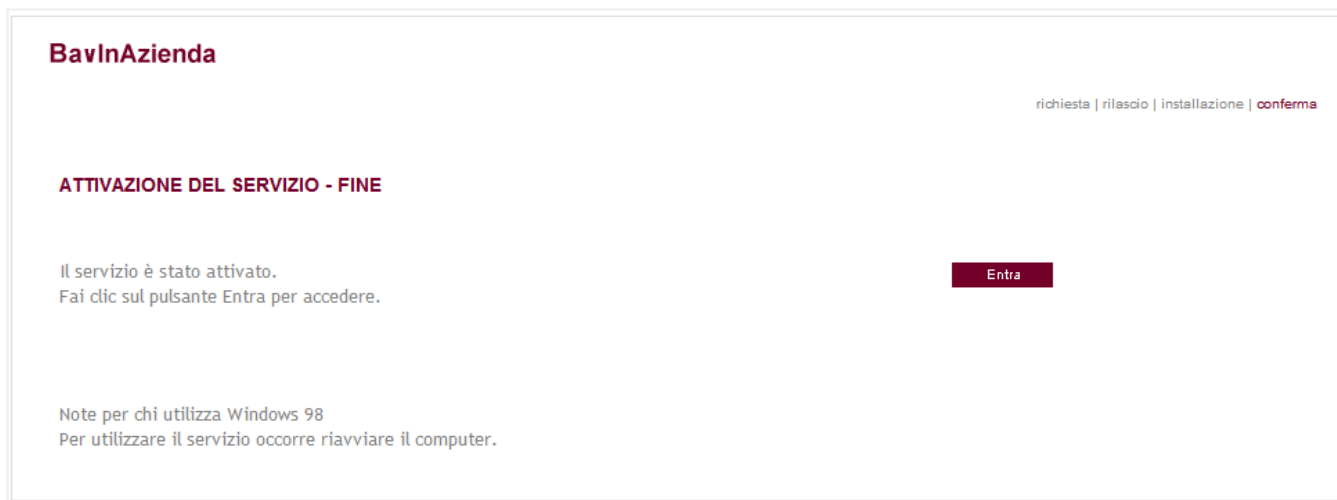 BavInAzienda
richiesta | rilascio | installazione | conferma
ATTIVAZIONE DEL SERVIZIO - FINE
Il servizio è stato attivato.
Entra
Fai clic sul pulsante Entra per accedere.
Note per chi utilizza Windows 98
Per utilizzare il servizio occorre riavviare il computer.